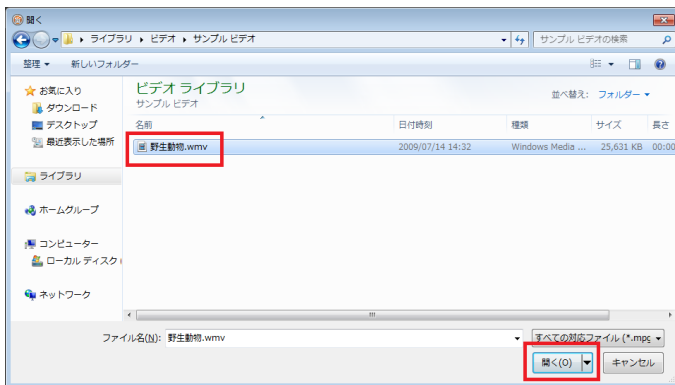 開く
ライブラリ ▸ ビデオ ▸ サンプル ビデオ
サンプル ビデオの検索
整理 新しいフォルダー
お気に入り
ダウンロード
デスクトップ
最近表示した場所
ライブラリ
ホームグループ
コンピューター
ローカル ディスク
ネットワーク
ビデオ ライブラリ
サンプル ビデオ
並べ替え: フォルダー
名前 日付時刻 種類 サイズ 長さ
野生動物.wmv 2009/07/14 14:32 Windows Media ... 25,631 KB 00:00
ファイル名(N): 野生動物.wmv
すべての対応ファイル (*.mpg
開く(O) キャンセル